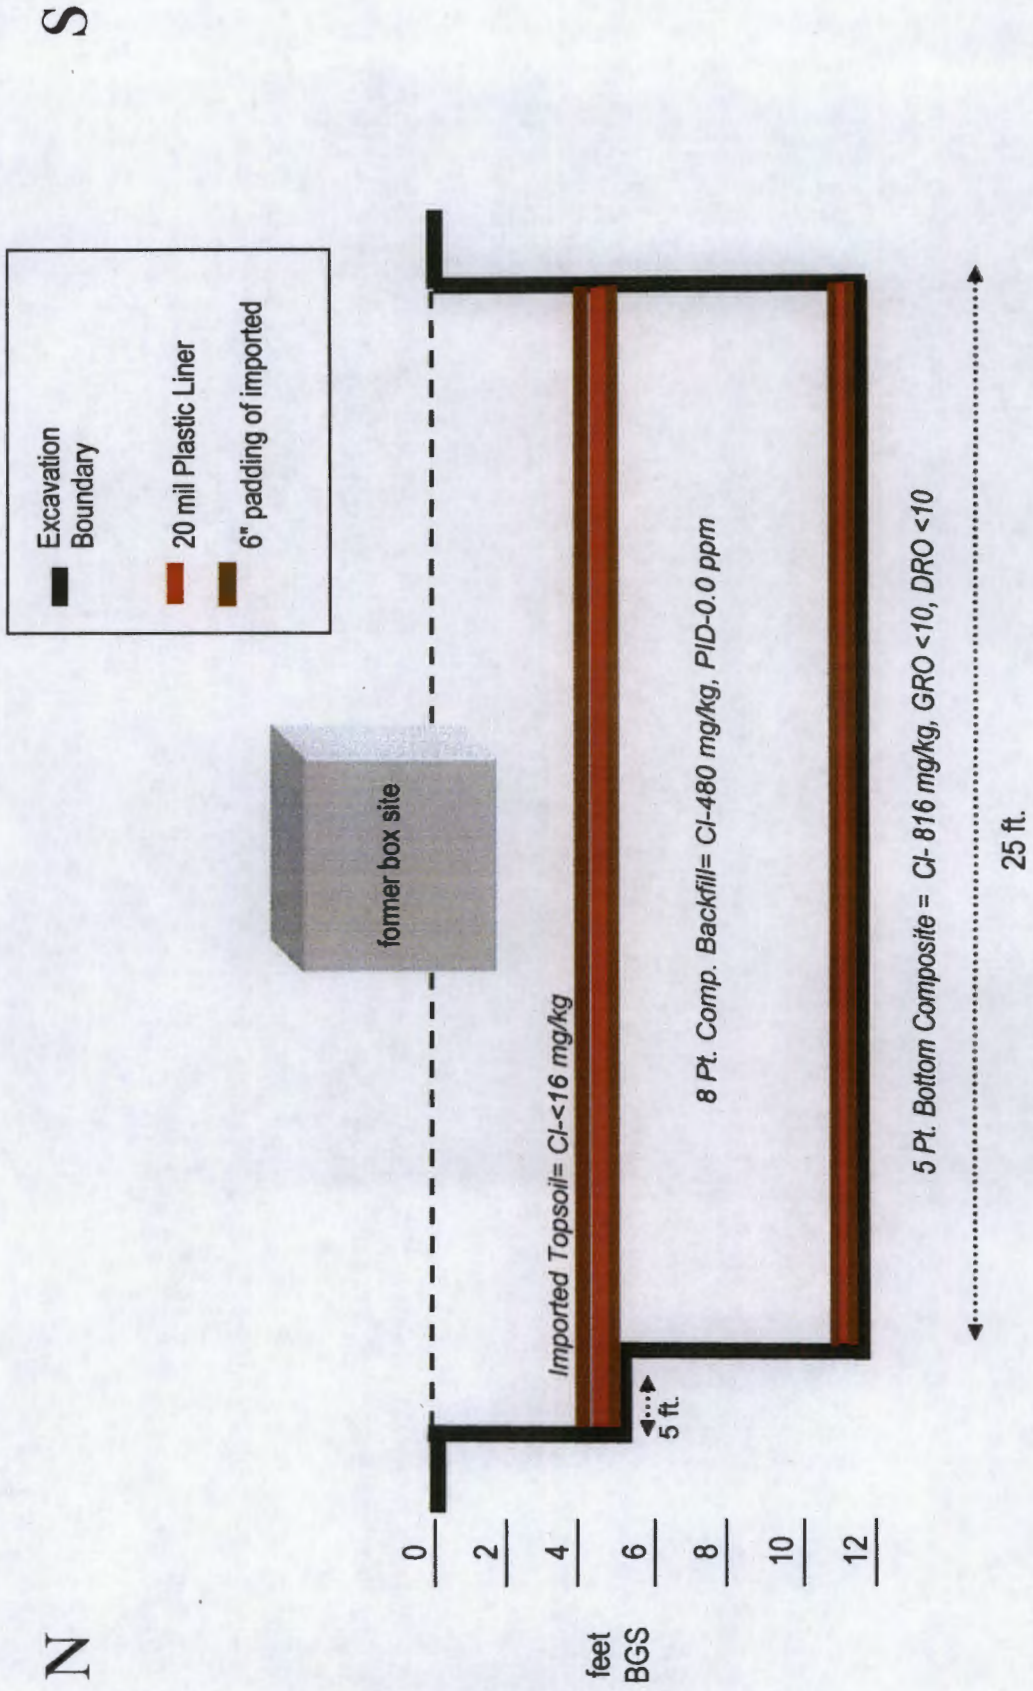 N
S
Excavation
Boundary
20 mil Plastic Liner
6" padding of imported
former box site
feet
BGS
0
2
4
6
8
10
12
Imported Topsoil= Cl-<16 mg/kg
8 Pt. Comp. Backfill= Cl-480 mg/kg, PID-0.0 ppm
5 ft.
5 Pt. Bottom Composite = Cl- 816 mg/kg, GRO <10, DRO <10
25 ft.